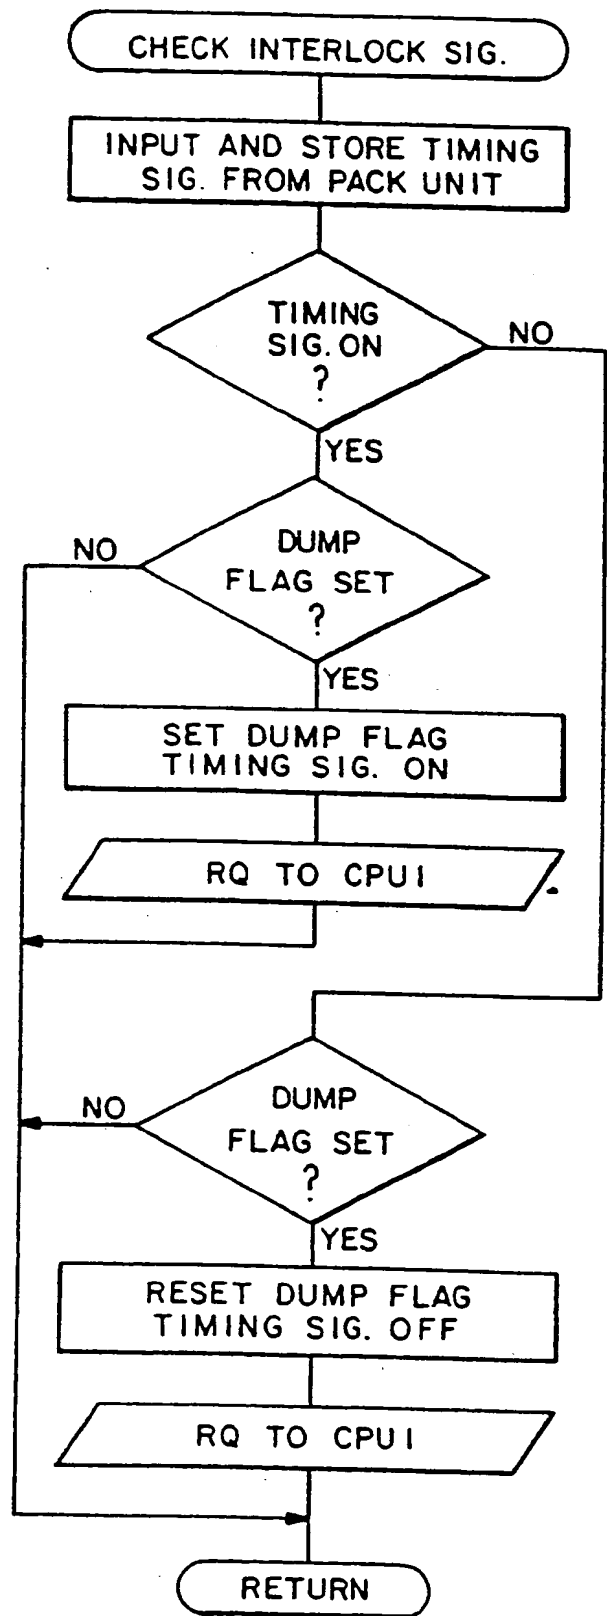 CHECK INTERLOCK SIG.
INPUT AND STORE TIMING
SIG. FROM PACK UNIT
TIMING
SIG. ON
?
NO
YES
DUMP
FLAG SET
?
NO
YES
SET DUMP FLAG
TIMING SIG. ON
RQ TO CPU1
DUMP
FLAG SET
?
NO
YES
RESET DUMP FLAG
TIMING SIG. OFF
RQ TO CPU1
RETURN